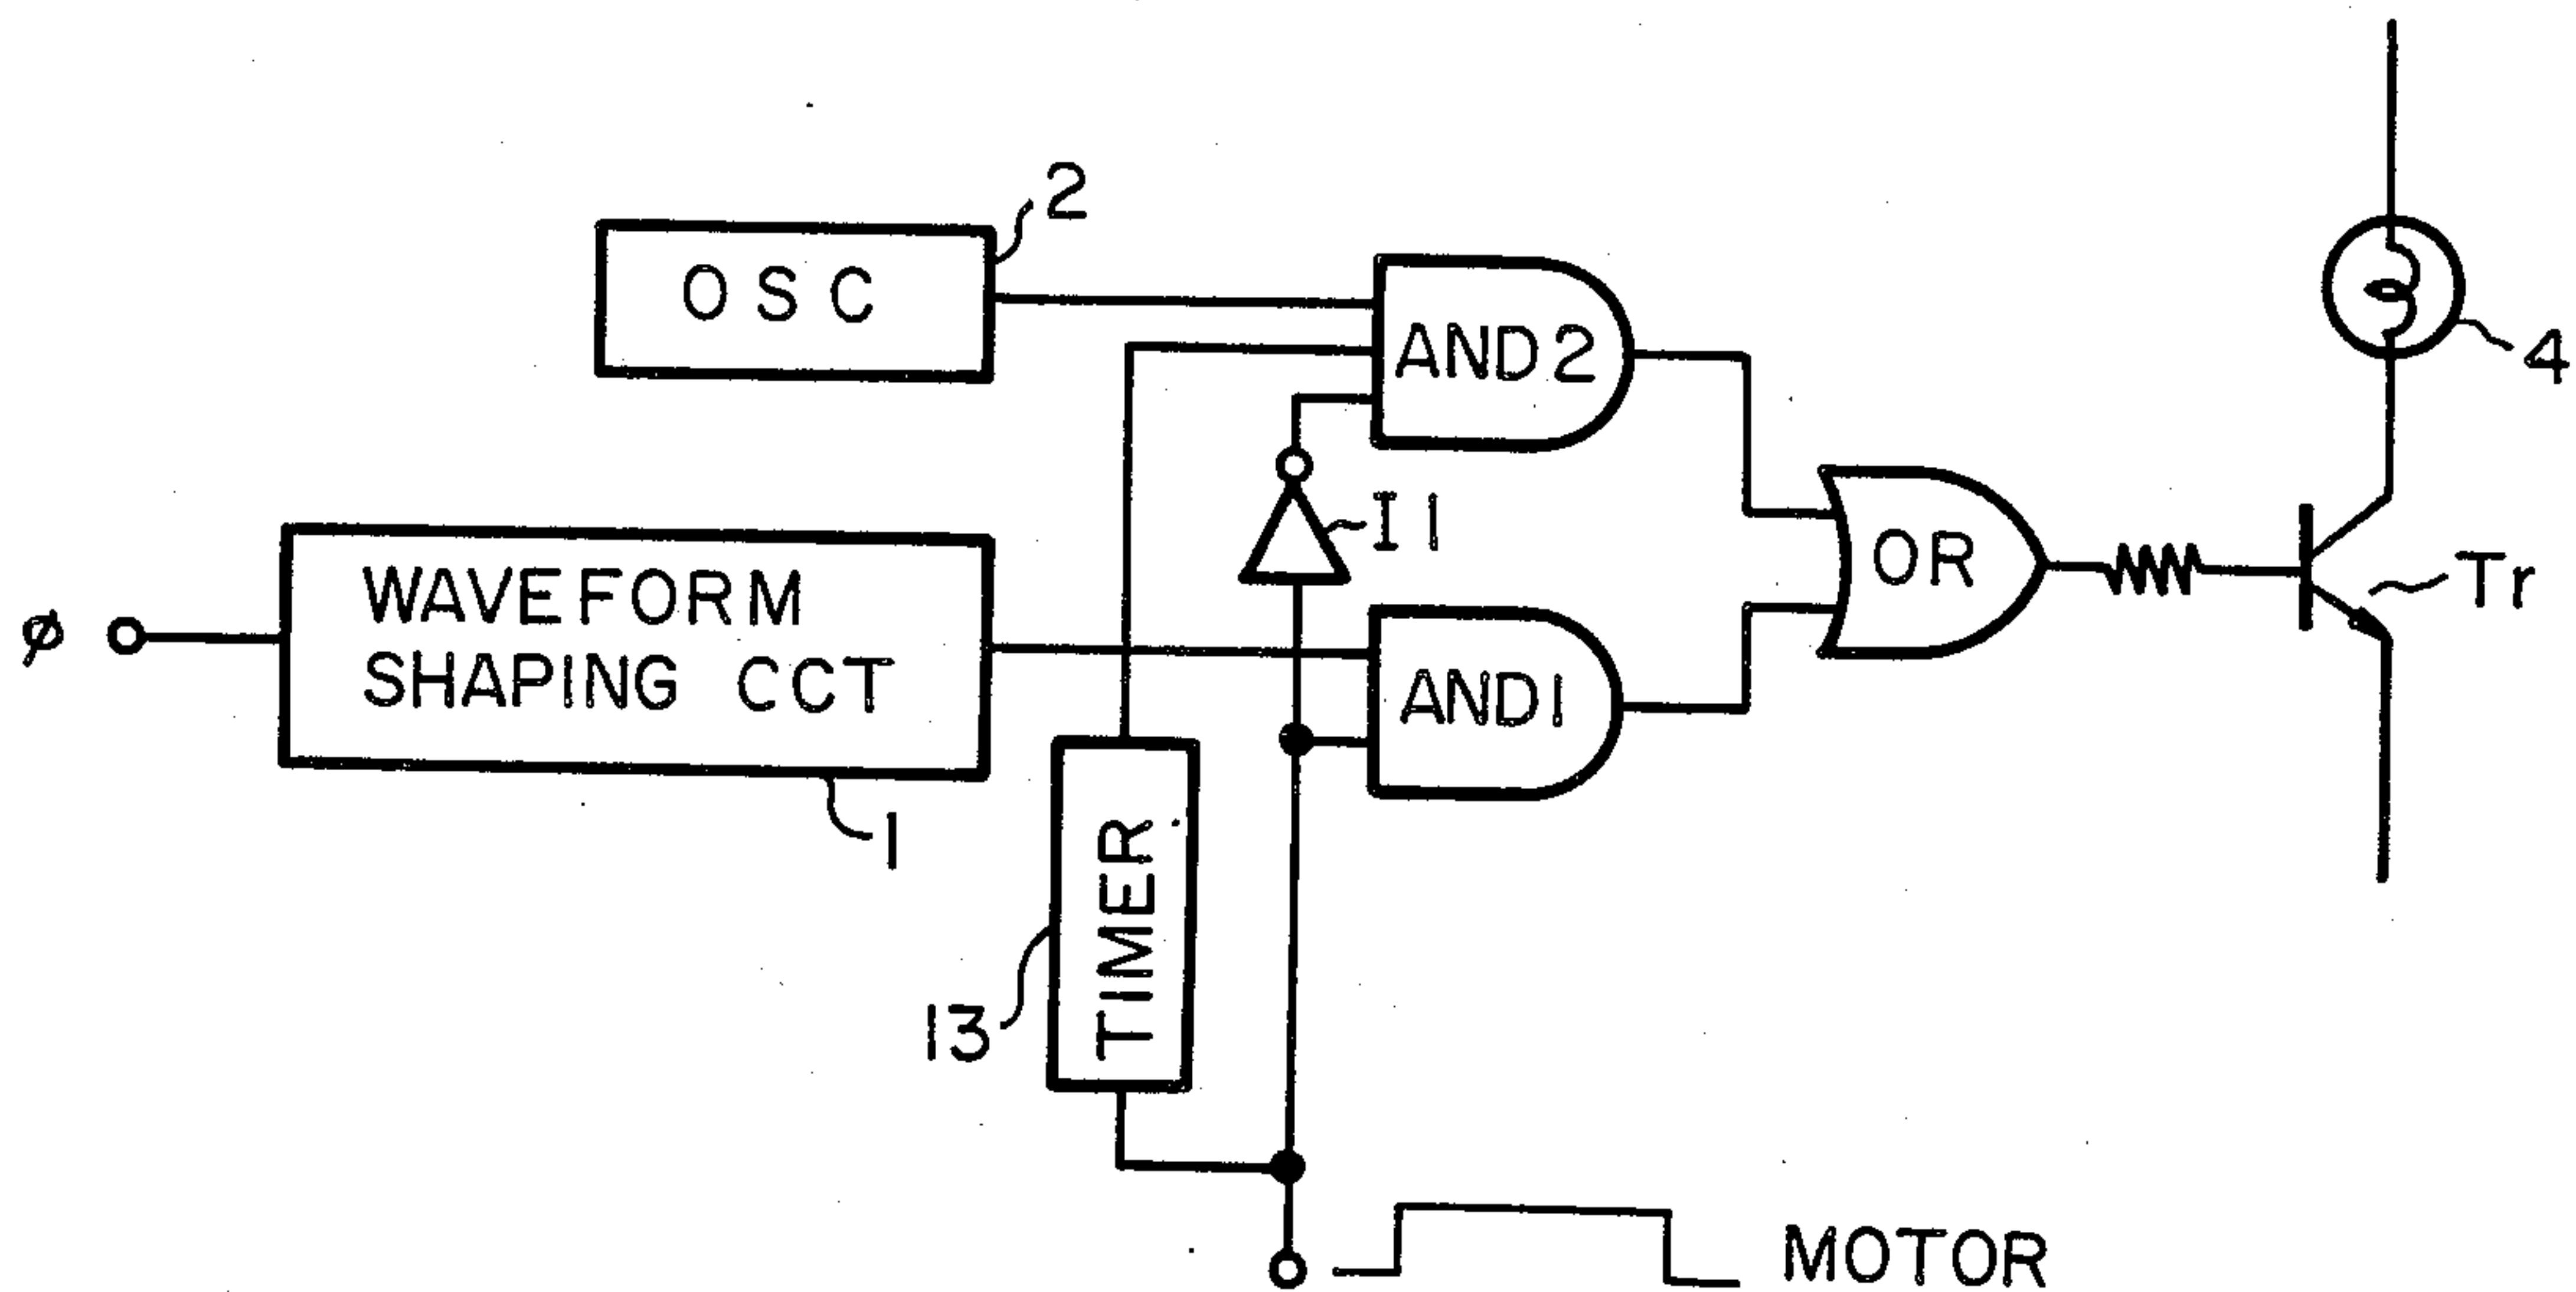 2
OSC
AND2
4
I1
WAVEFORM
SHAPING CCT
OR
Tr
ø
AND1
1
TIMER
13
MOTOR